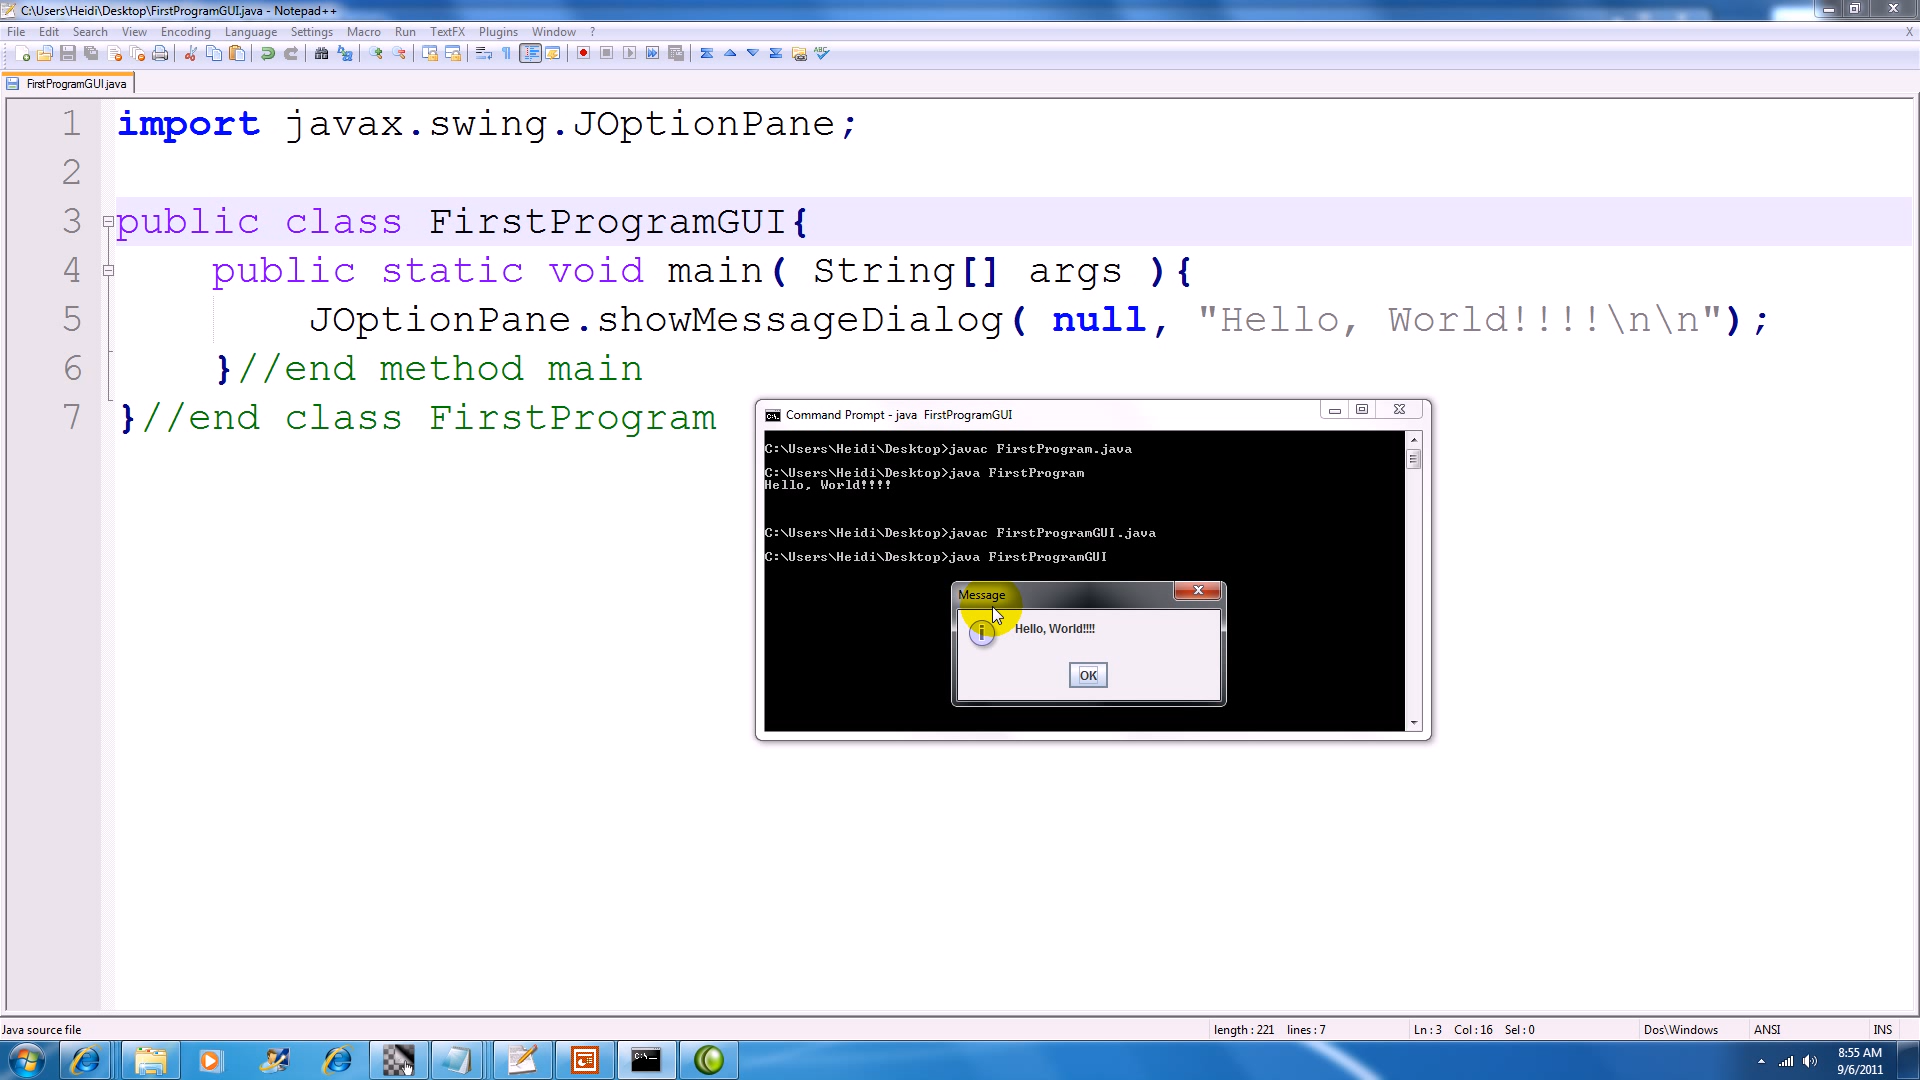 C:\Users\Heidi\Desktop\FirstProgramGUI.java - Notepad++
File Edit Search View Encoding Language Settings Macro Run TextFX Plugins Window ? X
FirstProgramGUI.java
1 import javax.swing.JOptionPane;
2
3 public class FirstProgramGUI{
4 public static void main( String[] args ){
5 JOptionPane.showMessageDialog( null, "Hello, World!!!!\n\n");
6 }//end method main
7 }//end class FirstProgram
Command Prompt - java FirstProgramGUI
C:\Users\Heidi\Desktop>javac FirstProgram.java
C:\Users\Heidi\Desktop>java FirstProgram
Hello, World!!!!
C:\Users\Heidi\Desktop>javac FirstProgramGUI.java
C:\Users\Heidi\Desktop>java FirstProgramGUI
Message
Hello, World!!!!
OK
Java source file length : 221 lines : 7 Ln : 3 Col : 16 Sel : 0 Dos\Windows ANSI INS
8:55 AM
9/6/2011